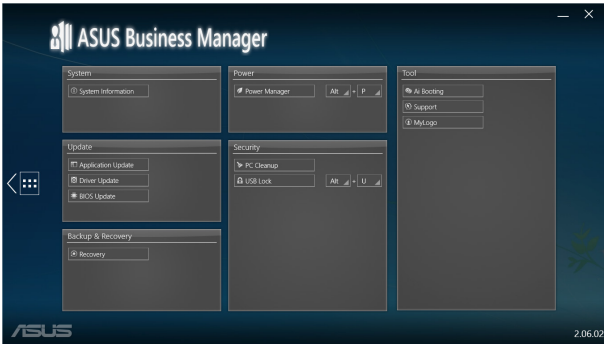 ASUS Business Manager
System
System Information
Power
Power Manager Alt + P
Tool
Ai Booting
Support
MyLogo
Update
Application Update
Driver Update
BIOS Update
Security
PC Cleanup
USB Lock Alt + U
Backup & Recovery
Recovery
ASUS
2.06.02